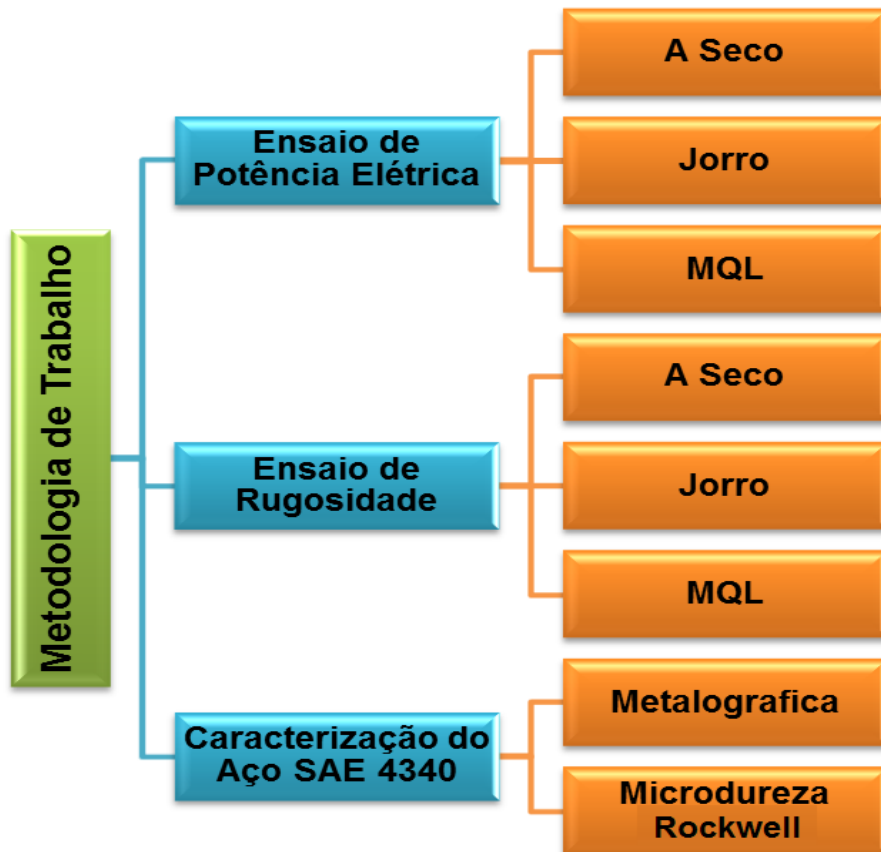 Metodologia de Trabalho
Ensaio de
Potência Elétrica
A Seco
Jorro
MQL
Ensaio de
Rugosidade
A Seco
Jorro
MQL
Caracterização do
Aço SAE 4340
Metalografica
Microdureza
Rockwell